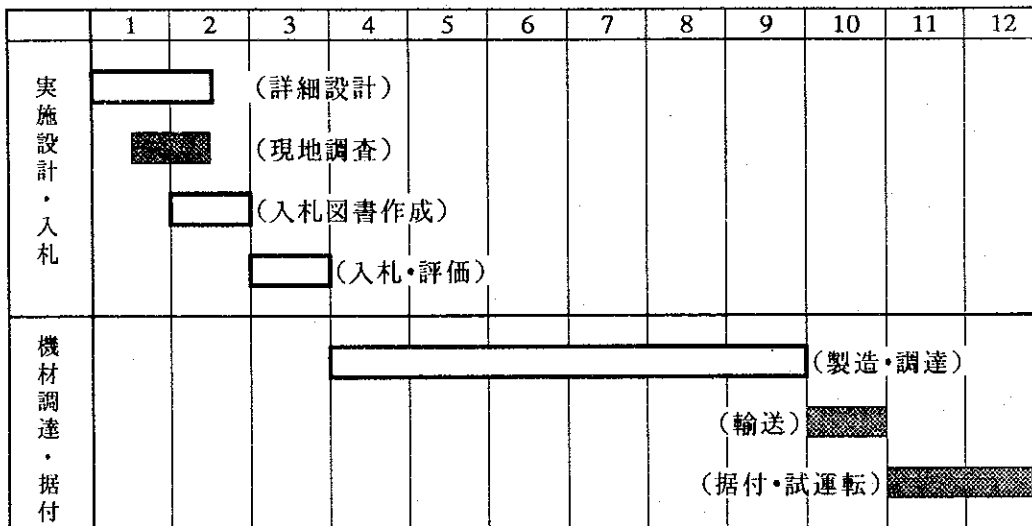 1 2 3 4 5 6 7 8 9 10 11 12
実施設計・入札
(詳細設計)
(現地調査)
(入札図書作成)
(入札・評価)
機材調達・据付
(製造・調達)
(輸送)
(据付・試運転)